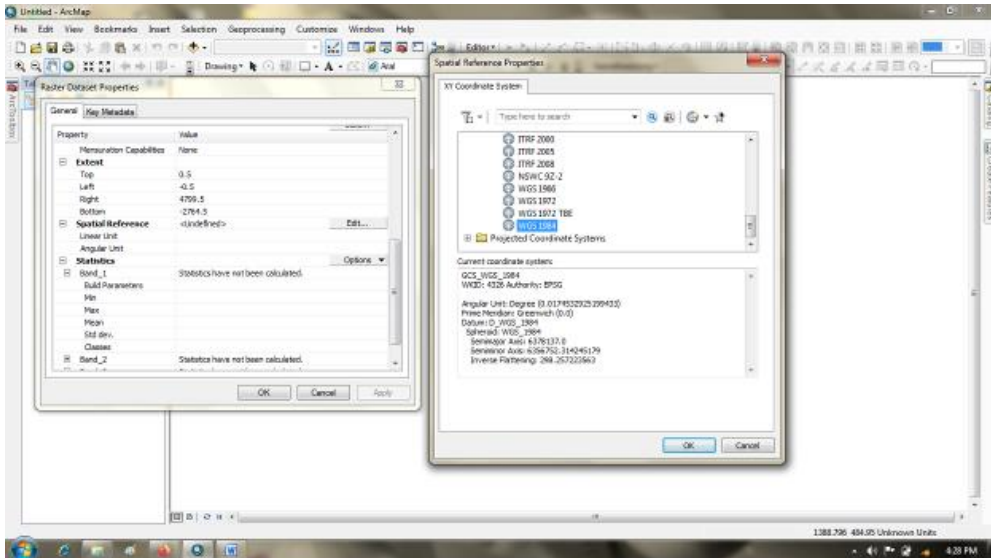 Untitled - ArcMap
File Edit View Bookmarks Insert Selection Geoprocessing Customize Windows Help
Editor
Drawing
A
Arial
Raster Dataset Properties
General Key Metadata
Property Value
Mensuration Capabilities None
Extent
Top 0.5
Left -0.5
Right 4799.5
Bottom -2764.5
Spatial Reference <Undefined> Edit...
Linear Unit
Angular Unit
Statistics Options
Band_1 Statistics have not been calculated.
Build Parameters
Min
Max
Mean
Std dev.
Classes
Band_2 Statistics have not been calculated.
OK Cancel Apply
Spatial Reference Properties
XY Coordinate System
Type here to search
ITRF 2000
ITRF 2005
ITRF 2008
NSWC 9Z-2
WGS 1966
WGS 1972
WGS 1972 TBE
WGS 1984
Projected Coordinate Systems
Current coordinate system:
GCS_WGS_1984
WKID: 4326 Authority: EPSG
Angular Unit: Degree (0.0174532925199433)
Prime Meridian: Greenwich (0.0)
Datum: D_WGS_1984
Spheroid: WGS_1984
Semimajor Axis: 6378137.0
Semiminor Axis: 6356752.314245179
Inverse Flattening: 298.257223563
OK Cancel
ArcToolbox
1388.796 484.95 Unknown Units
4:28 PM